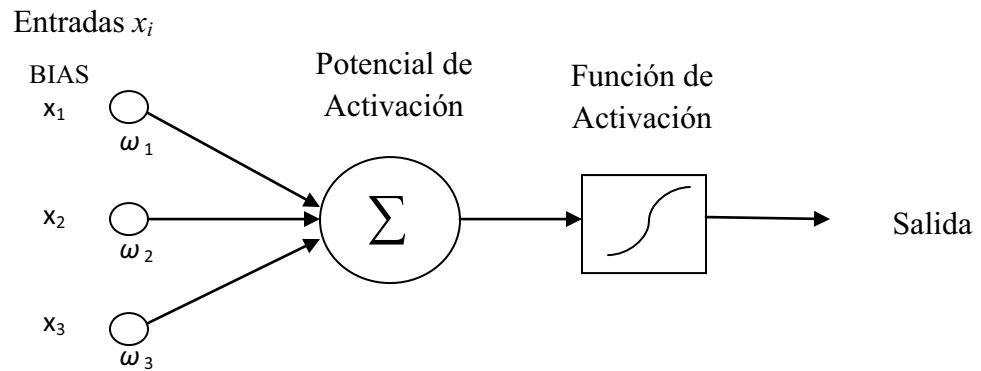 Entradas xᵢ
BIAS
x₁
ω₁
x₂
ω₂
x₃
ω₃
Potencial de
Activación
Σ
Función de
Activación
Salida